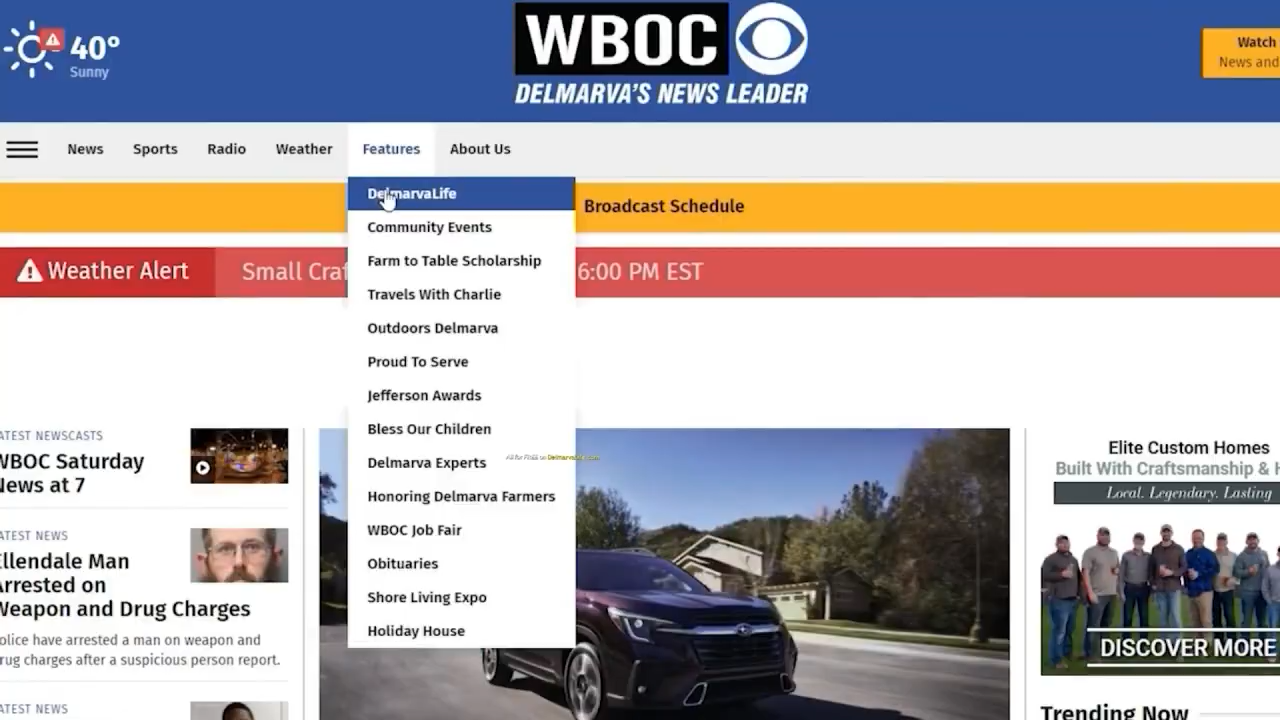 40°
Sunny
WBOC
DELMARVA'S NEWS LEADER
Watch
News and
News
Sports
Radio
Weather
Features
About Us
DelmarvaLife
Community Events
Farm to Table Scholarship
Travels With Charlie
Outdoors Delmarva
Proud To Serve
Jefferson Awards
Bless Our Children
Delmarva Experts
Honoring Delmarva Farmers
WBOC Job Fair
Obituaries
Shore Living Expo
Holiday House
Broadcast Schedule
Weather Alert
Small Craf
6:00 PM EST
ATEST NEWSCASTS
WBOC Saturday
News at 7
ATEST NEWS
Ellendale Man
Arrested on
Weapon and Drug Charges
olice have arrested a man on weapon and
rug charges after a suspicious person report.
ATEST NEWS
Elite Custom Homes
Built With Craftsmanship & H
Local. Legendary. Lasting
DISCOVER MORE
Trending Now